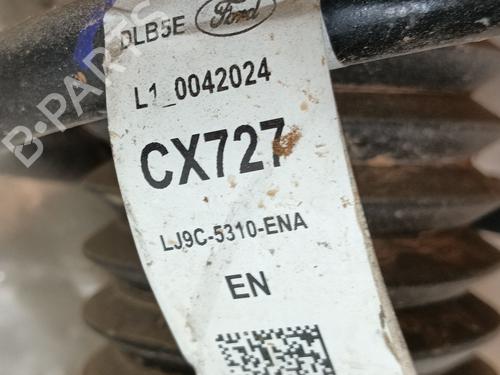 DLB5E Ford
L1_0042024
CX727
LJ9C-5310-ENA
EN
B-PARTS